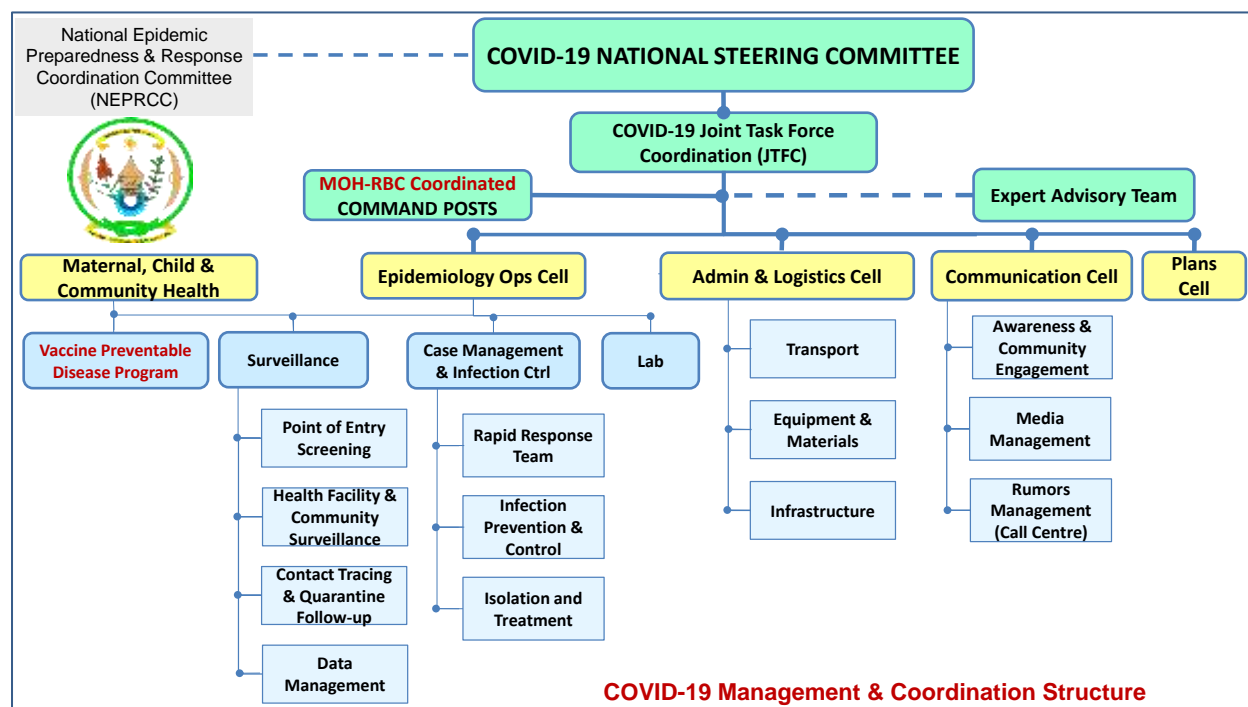 National Epidemic
Preparedness & Response
Coordination Committee
(NEPRCC)
COVID-19 NATIONAL STEERING COMMITTEE
COVID-19 Joint Task Force
Coordination (JTFC)
MOH-RBC Coordinated
COMMAND POSTS
Expert Advisory Team
Maternal, Child &
Community Health
Epidemiology Ops Cell
Admin & Logistics Cell
Communication Cell
Plans
Cell
Vaccine Preventable
Disease Program
Surveillance
Case Management
& Infection Ctrl
Lab
Point of Entry
Screening
Health Facility &
Community
Surveillance
Contact Tracing
& Quarantine
Follow-up
Data
Management
Rapid Response
Team
Infection
Prevention &
Control
Isolation and
Treatment
Transport
Equipment &
Materials
Infrastructure
Awareness &
Community
Engagement
Media
Management
Rumors
Management
(Call Centre)
COVID-19 Management & Coordination Structure